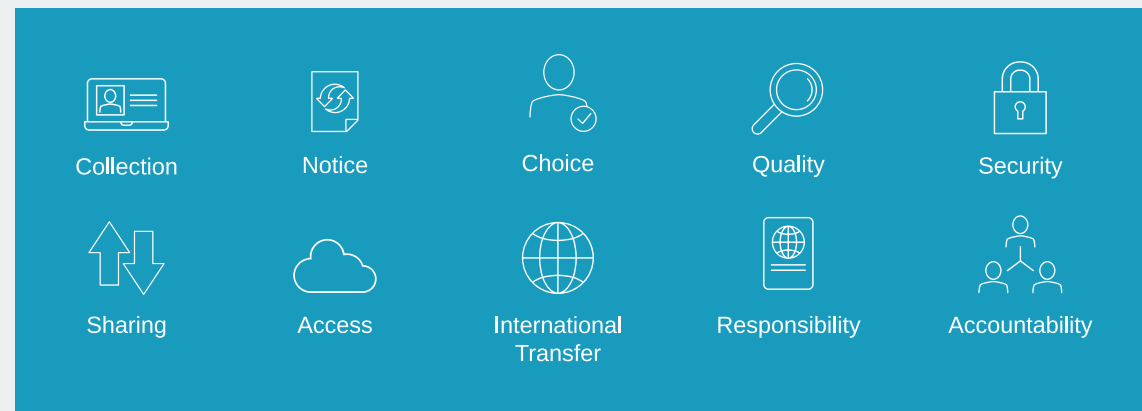 Collection
Notice
Choice
Quality
Security
Sharing
Access
International
Transfer
Responsibility
Accountability